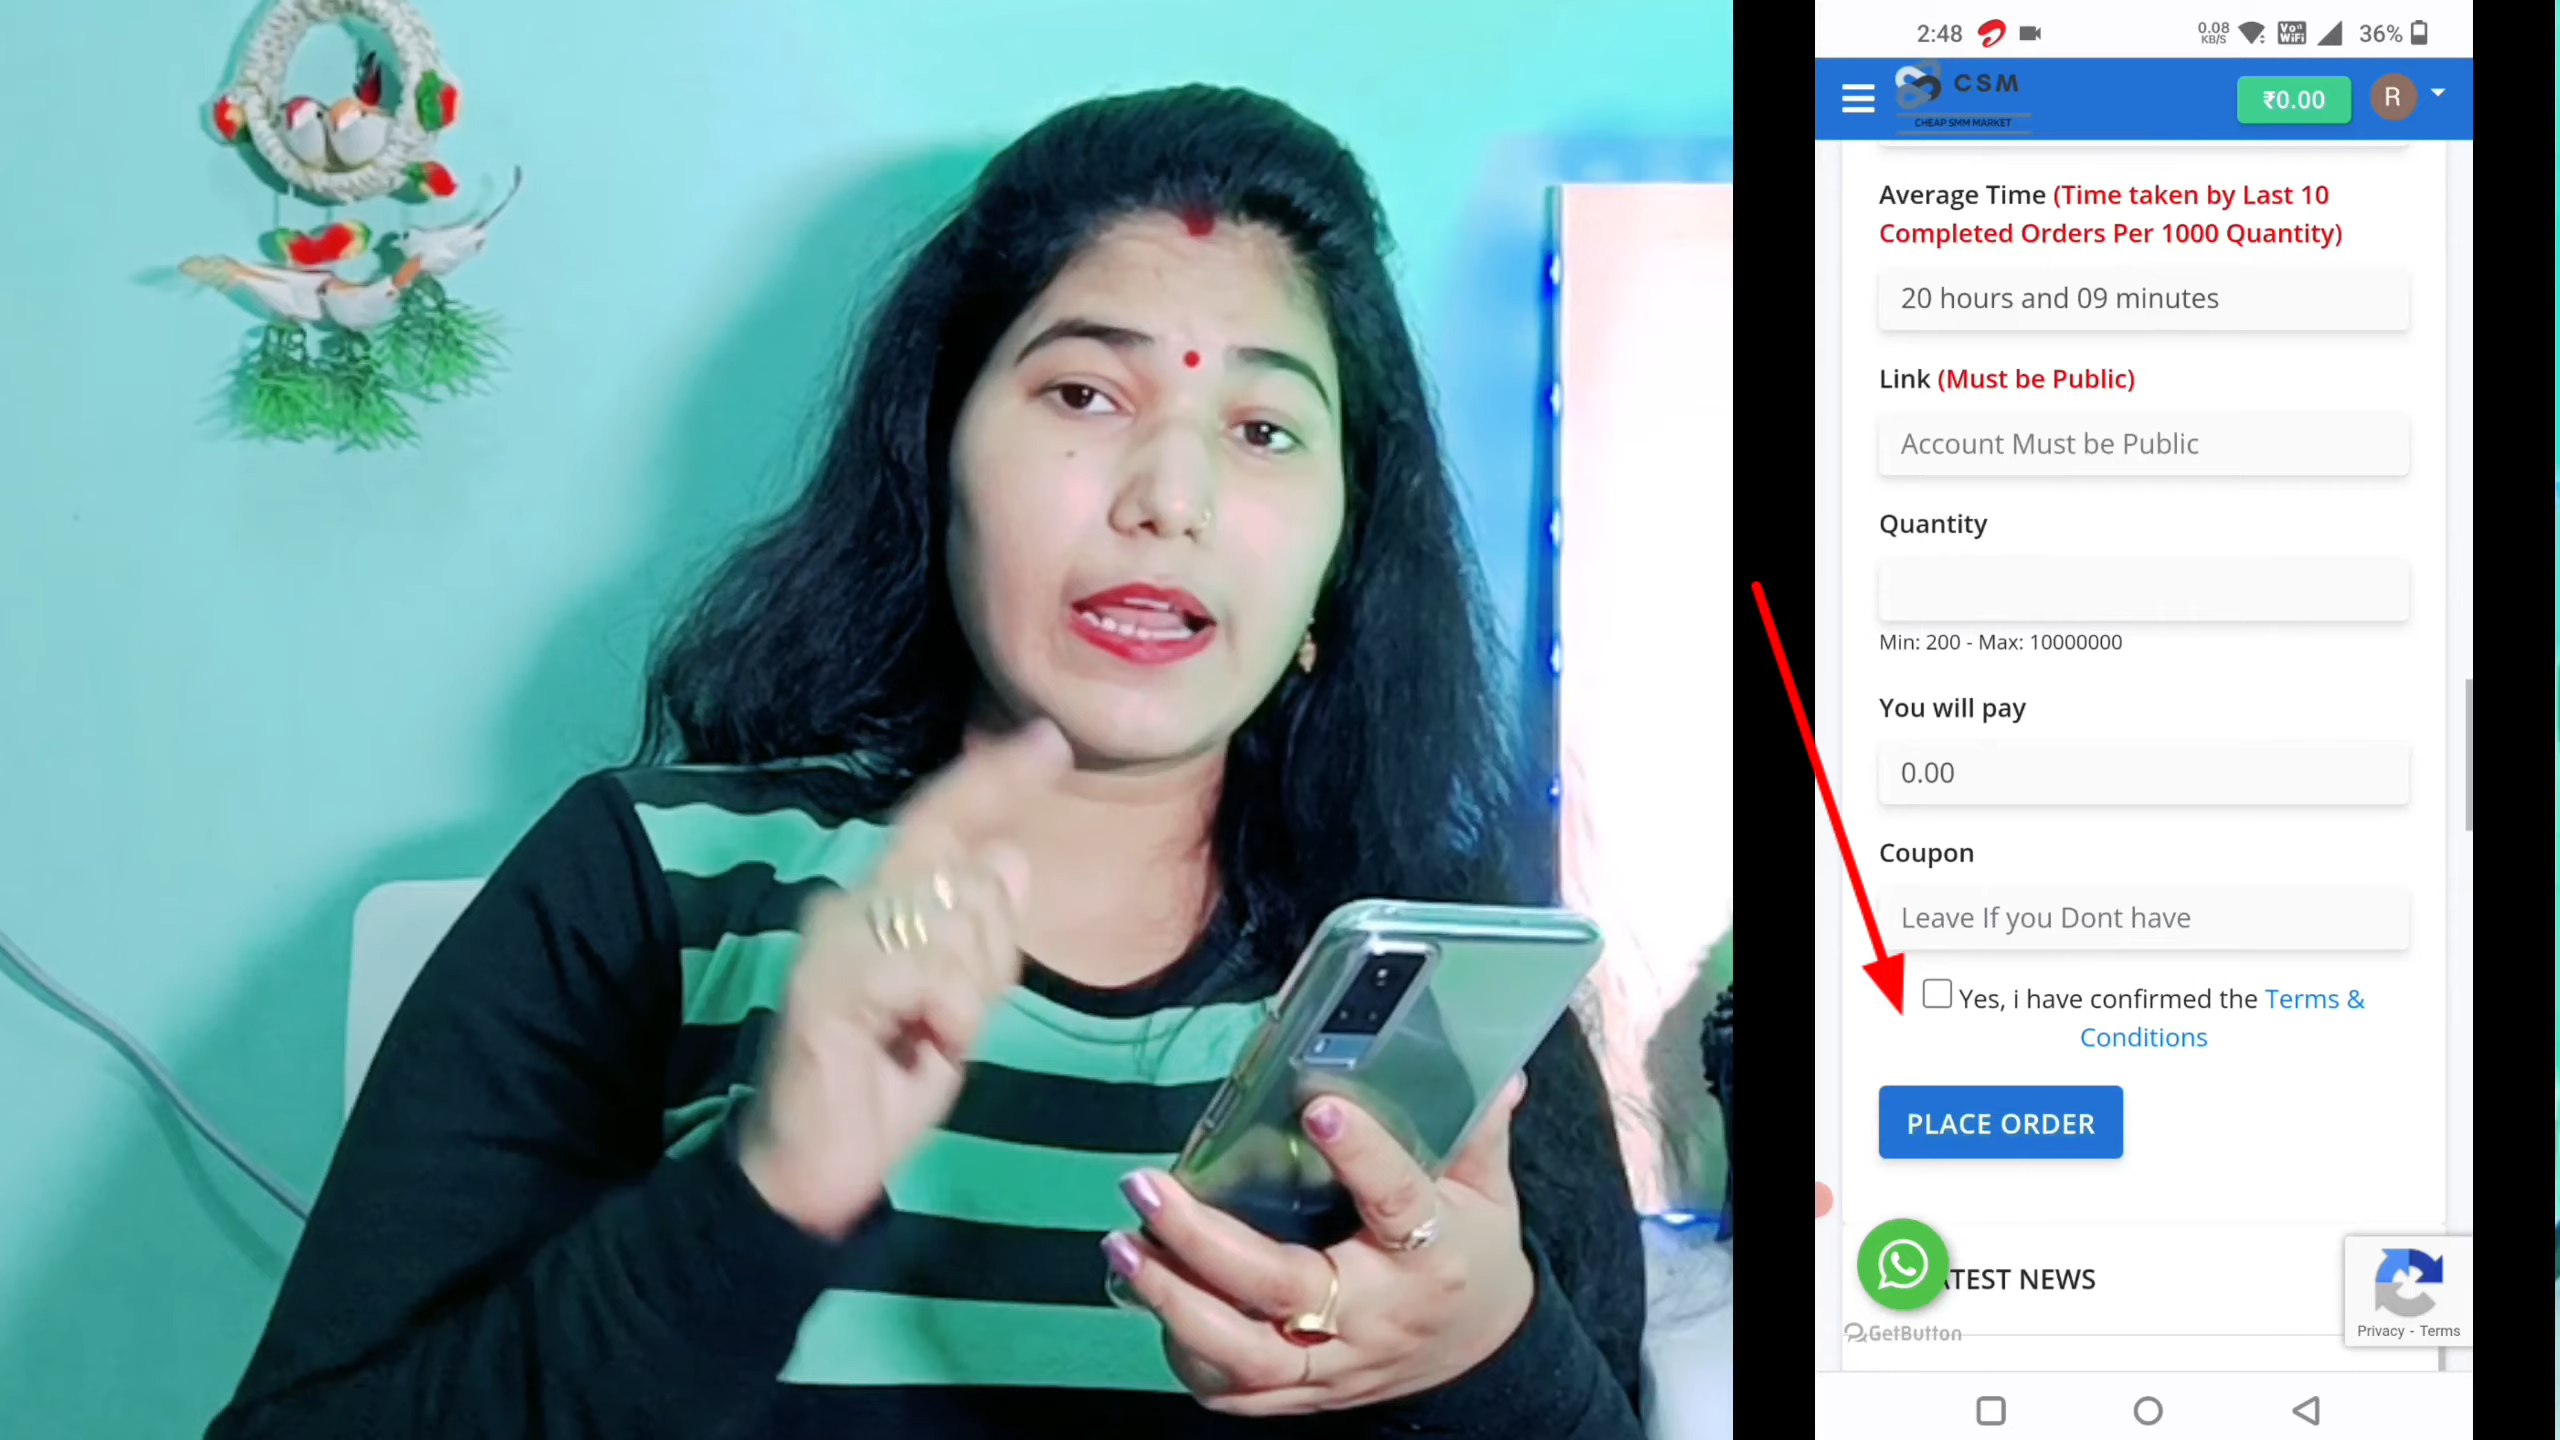 2:48
0.08
KB/S
Vo))
WiFi
36%
CSM
CHEAP SMM MARKET
₹0.00
R
Average Time (Time taken by Last 10
Completed Orders Per 1000 Quantity)
20 hours and 09 minutes
Link (Must be Public)
Account Must be Public
Quantity
Min: 200 - Max: 10000000
You will pay
0.00
Coupon
Leave If you Dont have
Yes, i have confirmed the Terms &
Conditions
PLACE ORDER
ATEST NEWS
GetButton
Privacy - Terms